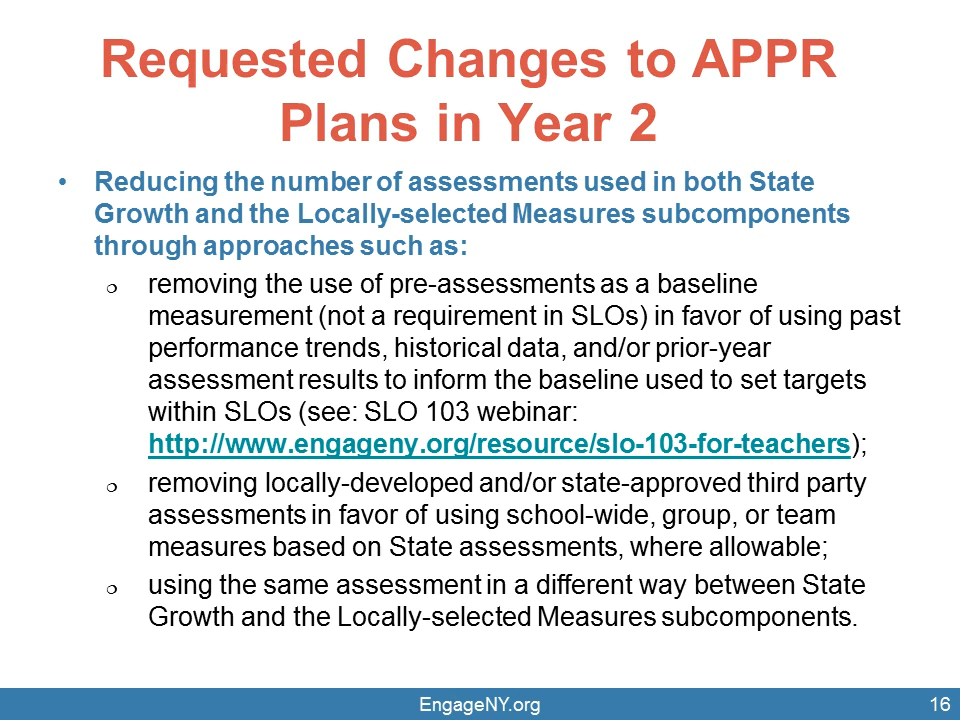 Requested Changes to APPR
Plans in Year 2
• Reducing the number of assessments used in both State
Growth and the Locally-selected Measures subcomponents
through approaches such as:
❍ removing the use of pre-assessments as a baseline
measurement (not a requirement in SLOs) in favor of using past
performance trends, historical data, and/or prior-year
assessment results to inform the baseline used to set targets
within SLOs (see: SLO 103 webinar:
http://www.engageny.org/resource/slo-103-for-teachers);
❍ removing locally-developed and/or state-approved third party
assessments in favor of using school-wide, group, or team
measures based on State assessments, where allowable;
❍ using the same assessment in a different way between State
Growth and the Locally-selected Measures subcomponents.
EngageNY.org 16